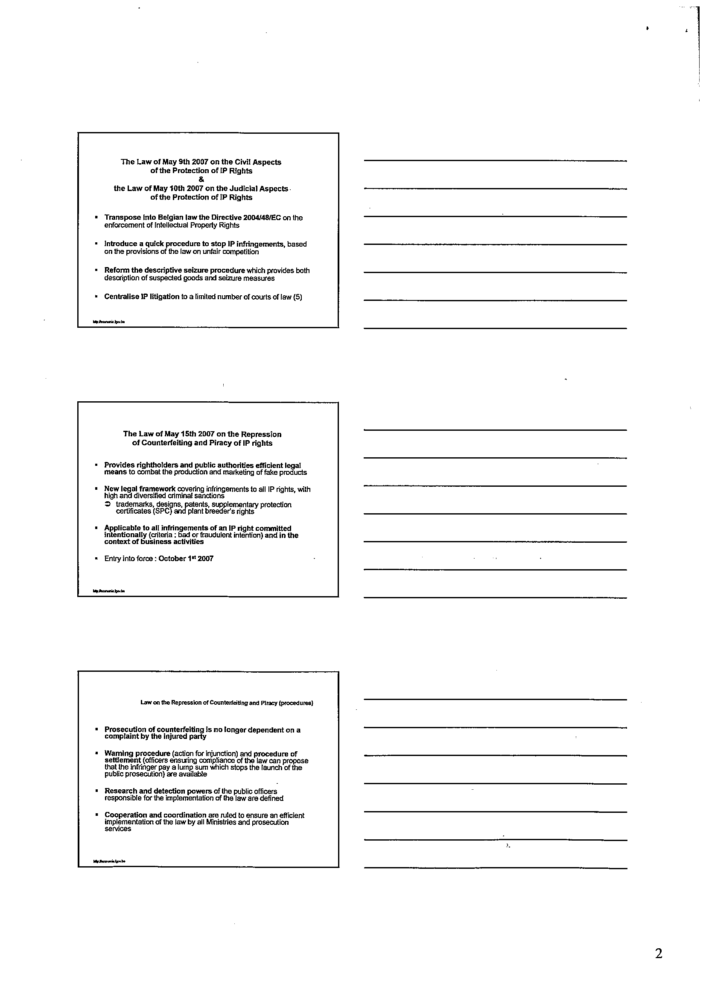 The Law of May 9th 2007 on the Civil Aspects
of the Protection of IP Rights
&
the Law of May 10th 2007 on the Judicial Aspects
of the Protection of IP Rights
▪ Transpose into Belgian law the Directive 2004/48/EC on the
enforcement of Intellectual Property Rights
▪ Introduce a quick procedure to stop IP infringements, based
on the provisions of the law on unfair competition
▪ Reform the descriptive seizure procedure which provides both
description of suspected goods and seizure measures
▪ Centralise IP litigation to a limited number of courts of law (5)
http://economie.fgov.be
The Law of May 15th 2007 on the Repression
of Counterfeiting and Piracy of IP rights
▪ Provides rightholders and public authorities efficient legal
means to combat the production and marketing of fake products
▪ New legal framework covering infringements to all IP rights, with
high and diversified criminal sanctions
➲ trademarks, designs, patents, supplementary protection
certificates (SPC) and plant breeder's rights
▪ Applicable to all infringements of an IP right committed
intentionally (criteria : bad or fraudulent intention) and in the
context of business activities
▪ Entry into force : October 1st 2007
http://economie.fgov.be
Law on the Repression of Counterfeiting and Piracy (procedures)
▪ Prosecution of counterfeiting is no longer dependent on a
complaint by the injured party
▪ Warning procedure (action for injunction) and procedure of
settlement (officers ensuring compliance of the law can propose
that the infringer pay a lump sum which stops the launch of the
public prosecution) are available
▪ Research and detection powers of the public officers
responsible for the implementation of the law are defined
▪ Cooperation and coordination are ruled to ensure an efficient
implementation of the law by all Ministries and prosecution
services
http://economie.fgov.be
2